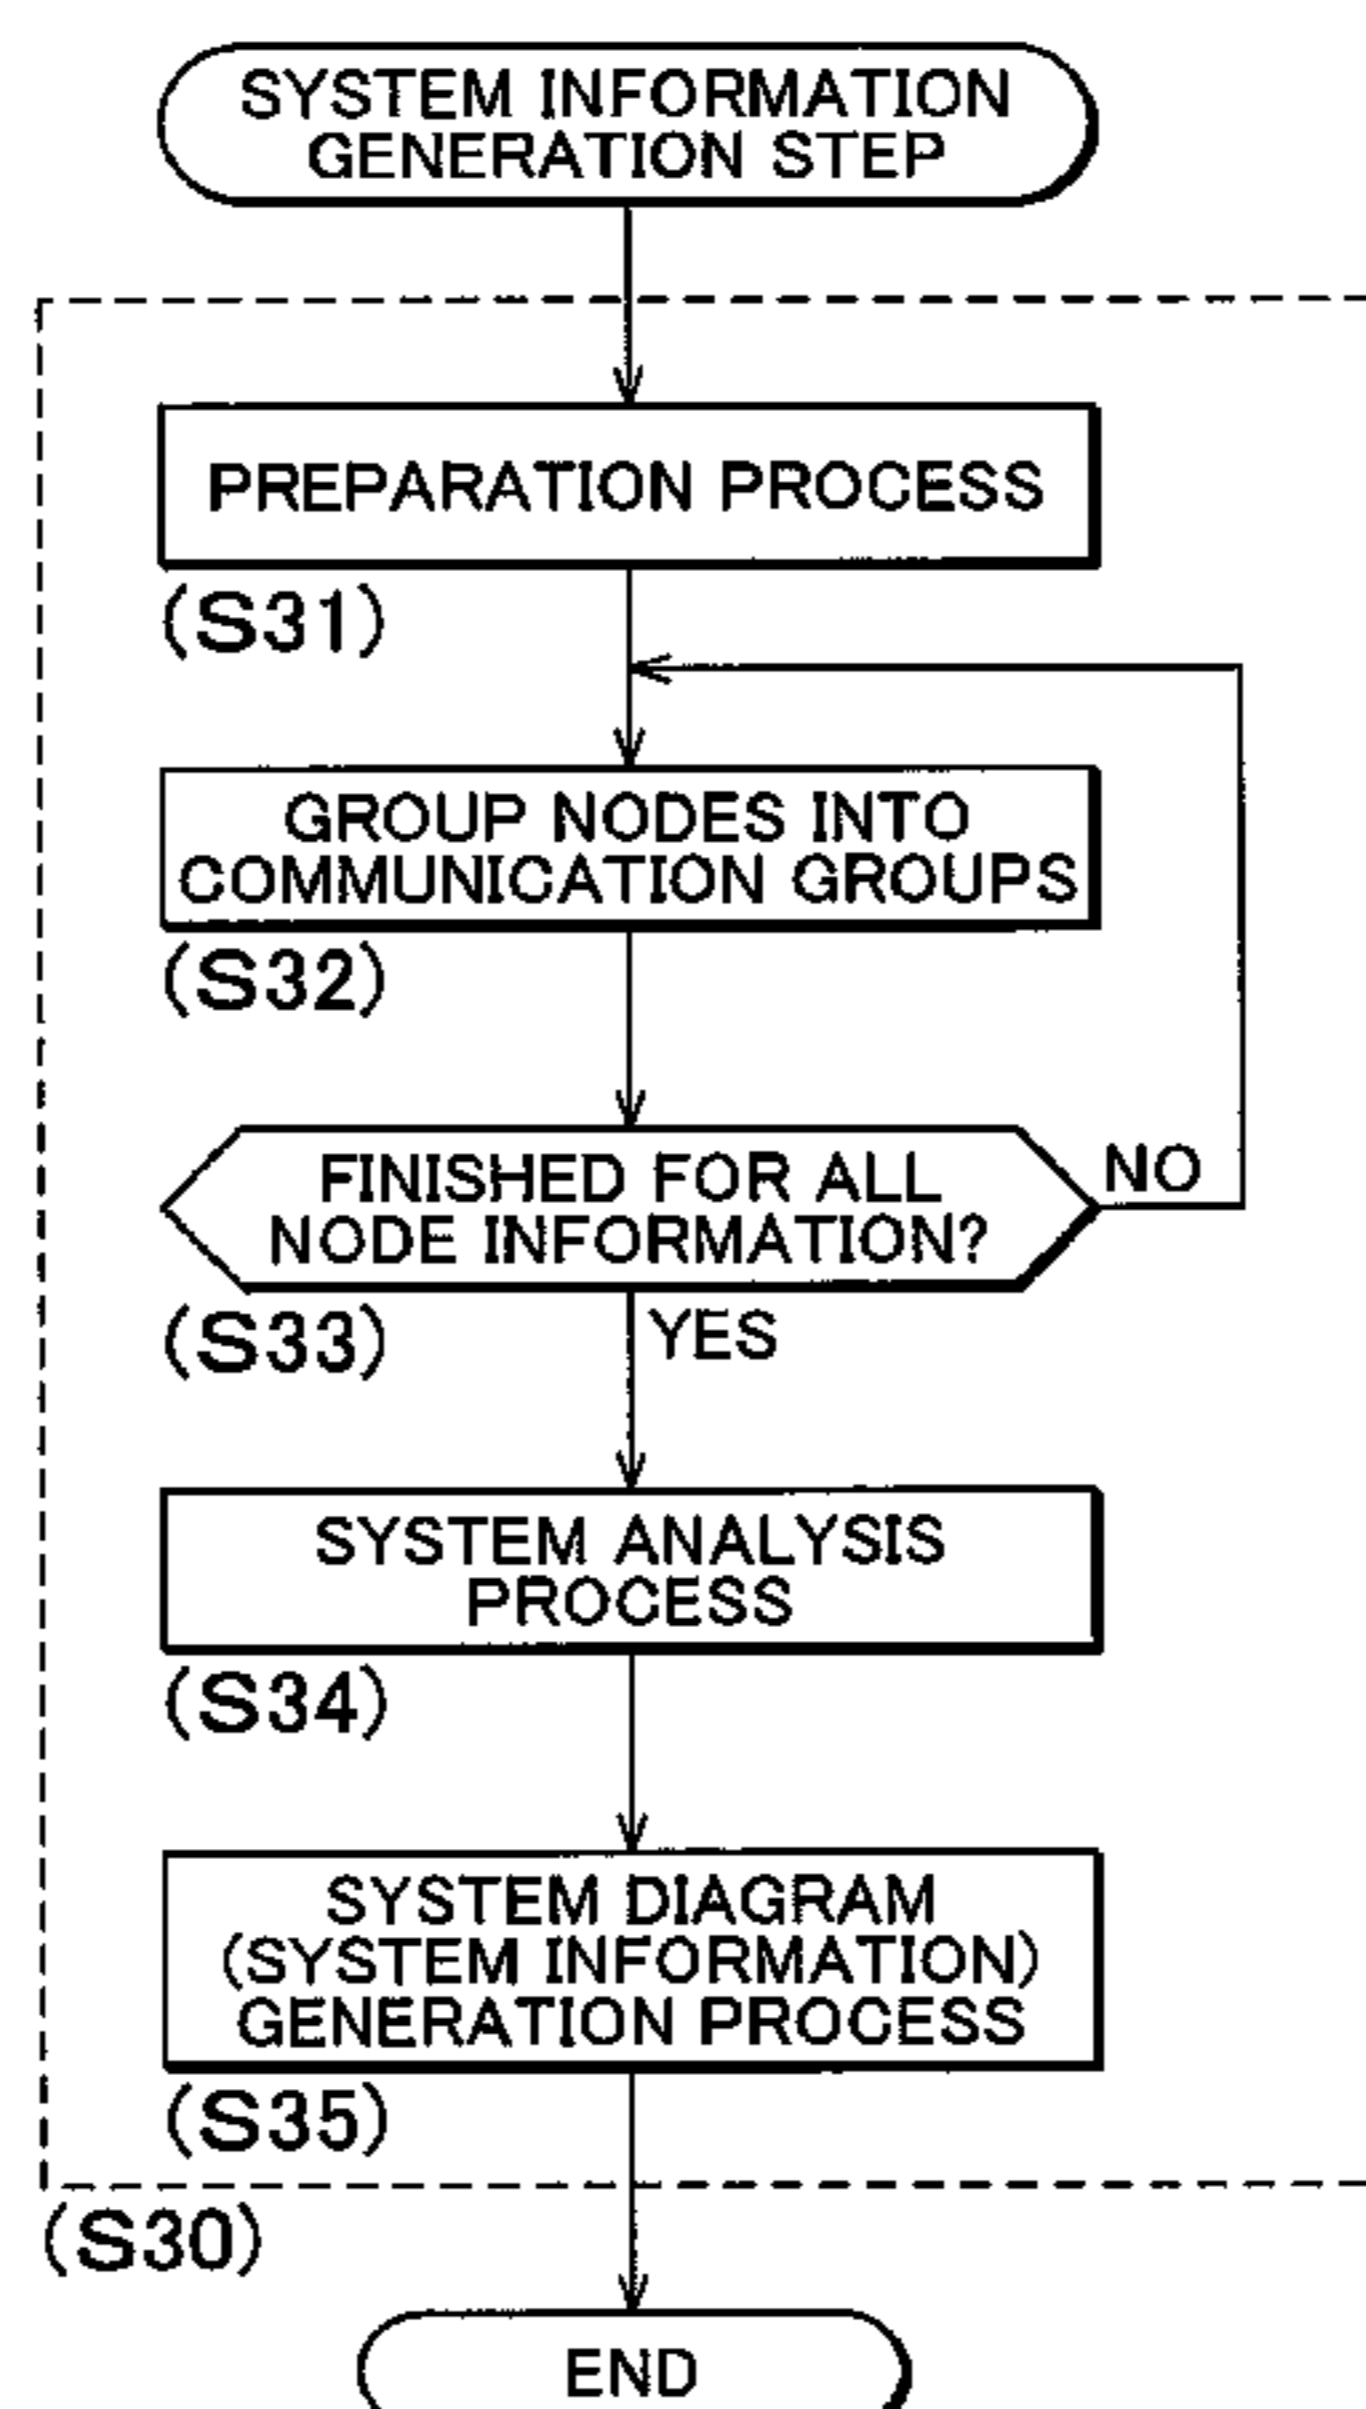 SYSTEM INFORMATION
GENERATION STEP
PREPARATION PROCESS
(S31)
GROUP NODES INTO
COMMUNICATION GROUPS
(S32)
FINISHED FOR ALL
NODE INFORMATION?
NO
(S33)
YES
SYSTEM ANALYSIS
PROCESS
(S34)
SYSTEM DIAGRAM
(SYSTEM INFORMATION)
GENERATION PROCESS
(S35)
(S30)
END